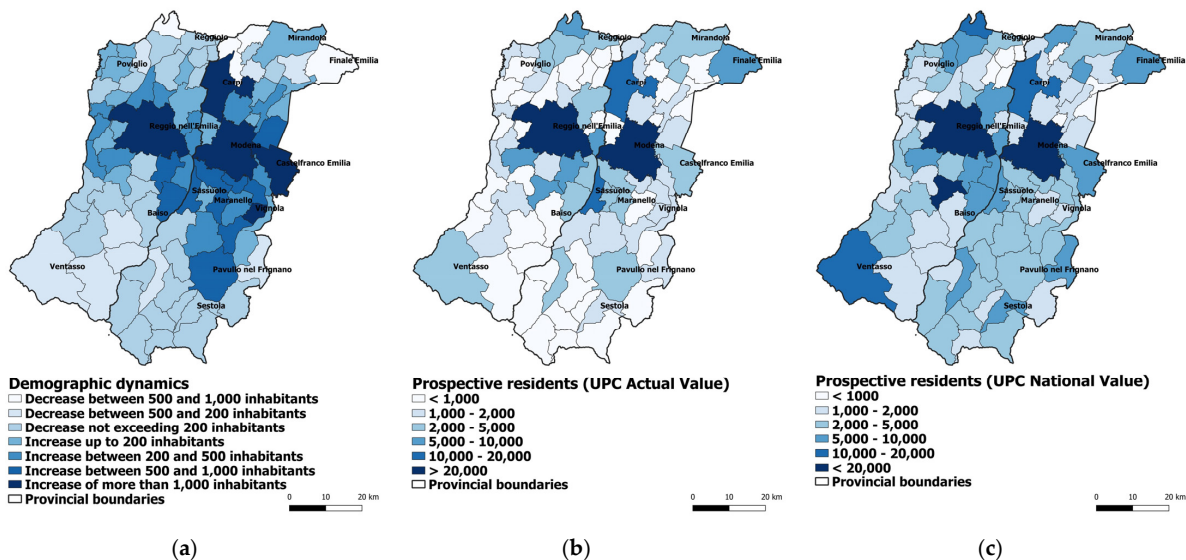 Reggiolo
Mirandola
Poviglio
Finale Emilia
Carpi
Reggio nell'Emilia
Modena
Castelfranco Emilia
Sassuolo
Maranello
Baiso
Vignola
Ventasso
Pavullo nel Frignano
Sestola
Demographic dynamics
Decrease between 500 and 1,000 inhabitants
Decrease between 500 and 200 inhabitants
Decrease not exceeding 200 inhabitants
Increase up to 200 inhabitants
Increase between 200 and 500 inhabitants
Increase between 500 and 1,000 inhabitants
Increase of more than 1,000 inhabitants
Provincial boundaries
0 10 20 km
(a)
Reggiolo
Mirandola
Poviglio
Finale Emilia
Carpi
Reggio nell'Emilia
Modena
Castelfranco Emilia
Sassuolo
Maranello
Baiso
Vignola
Ventasso
Pavullo nel Frignano
Sestola
Prospective residents (UPC Actual Value)
< 1,000
1,000 - 2,000
2,000 - 5,000
5,000 - 10,000
10,000 - 20,000
> 20,000
Provincial boundaries
0 10 20 km
(b)
Reggiolo
Mirandola
Poviglio
Finale Emilia
Carpi
Reggio nell'Emilia
Modena
Castelfranco Emilia
Sassuolo
Maranello
Baiso
Vignola
Ventasso
Pavullo nel Frignano
Sestola
Prospective residents (UPC National Value)
< 1000
1,000 - 2,000
2,000 - 5,000
5,000 - 10,000
10,000 - 20,000
< 20,000
Provincial boundaries
0 10 20 km
(c)